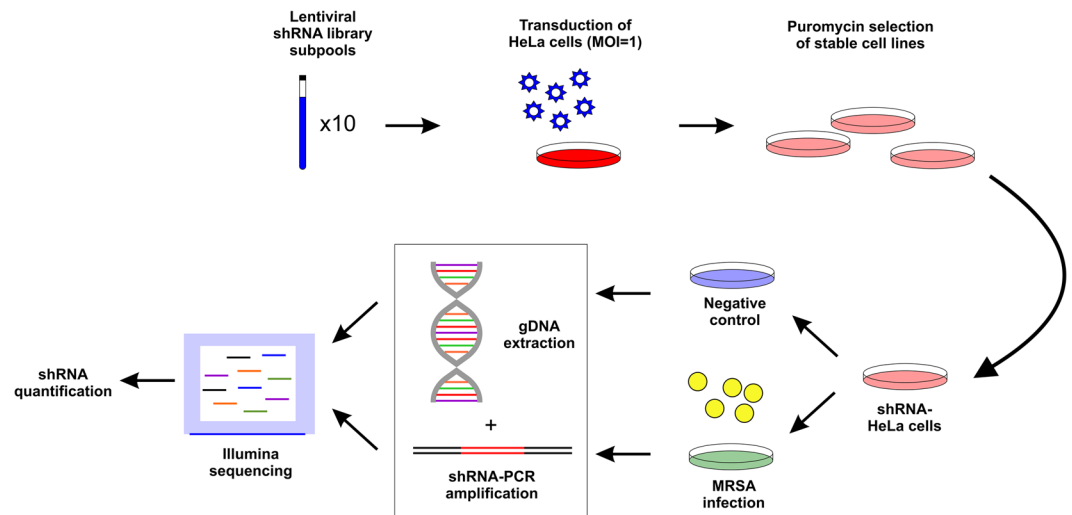 Lentiviral
shRNA library
subpools
x10
Transduction of
HeLa cells (MOI=1)
Puromycin selection
of stable cell lines
shRNA-
HeLa cells
Negative
control
MRSA
infection
gDNA
extraction
+
shRNA-PCR
amplification
Illumina
sequencing
shRNA
quantification